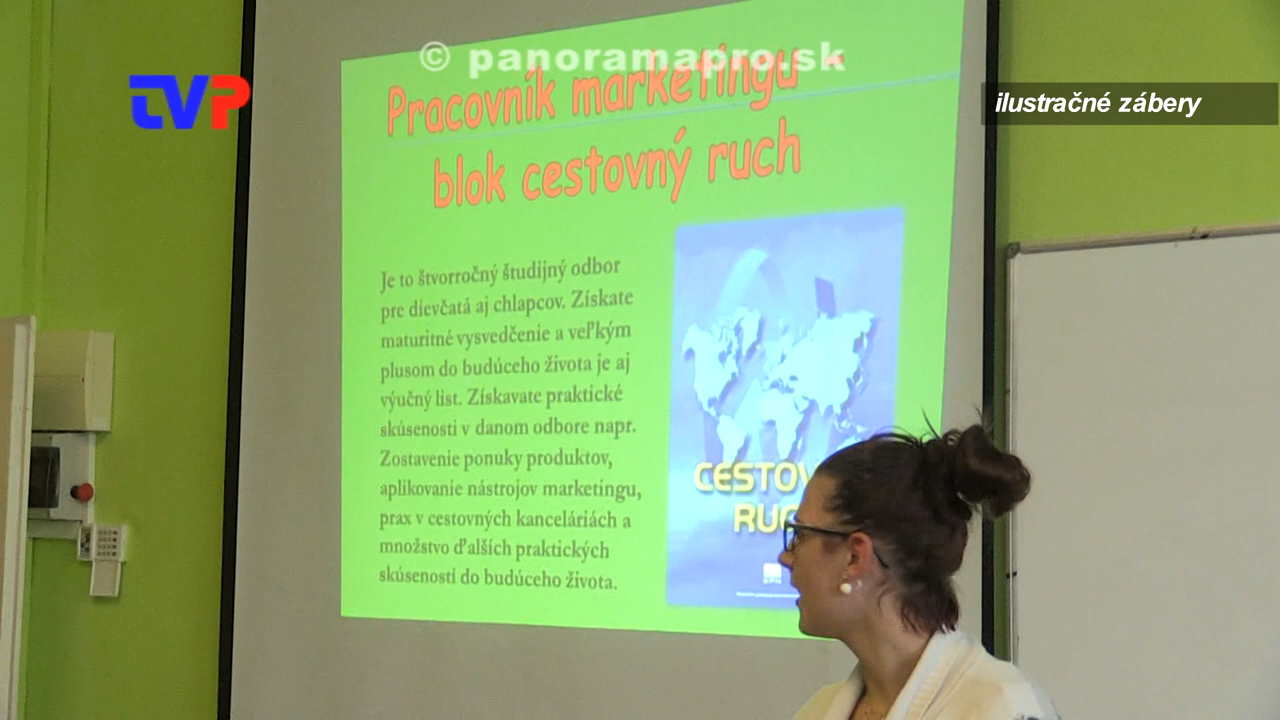 © panoramapro.sk
TVP
ilustračné zábery
Pracovník marketingu -
blok cestovný ruch
Je to štvorročný študijný odbor
pre dievčatá aj chlapcov. Získate
maturitné vysvedčenie a veľkým
plusom do budúceho života je aj
výučný list. Získavate praktické
skúsenosti v danom odbore napr.
Zostavenie ponuky produktov,
aplikovanie nástrojov marketingu,
prax v cestovných kanceláriách a
množstvo ďalších praktických
skúseností do budúceho života.
CESTOV
RUC